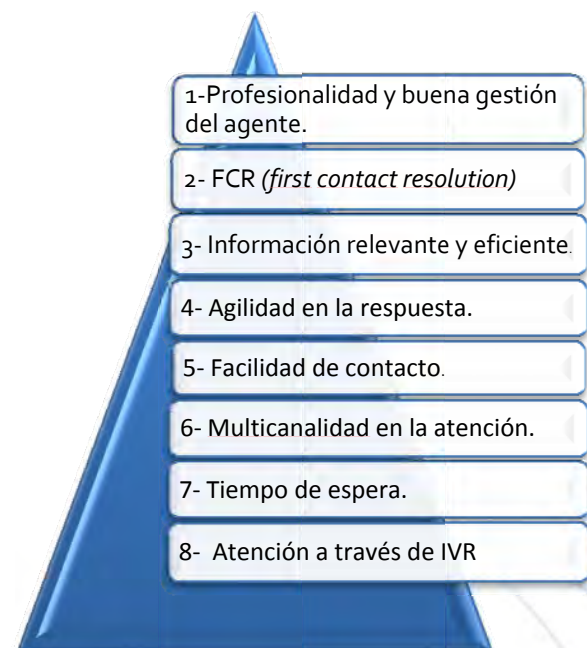 1-Profesionalidad y buena gestión
del agente.
2- FCR (first contact resolution)
3- Información relevante y eficiente.
4- Agilidad en la respuesta.
5- Facilidad de contacto.
6- Multicanalidad en la atención.
7- Tiempo de espera.
8- Atención a través de IVR